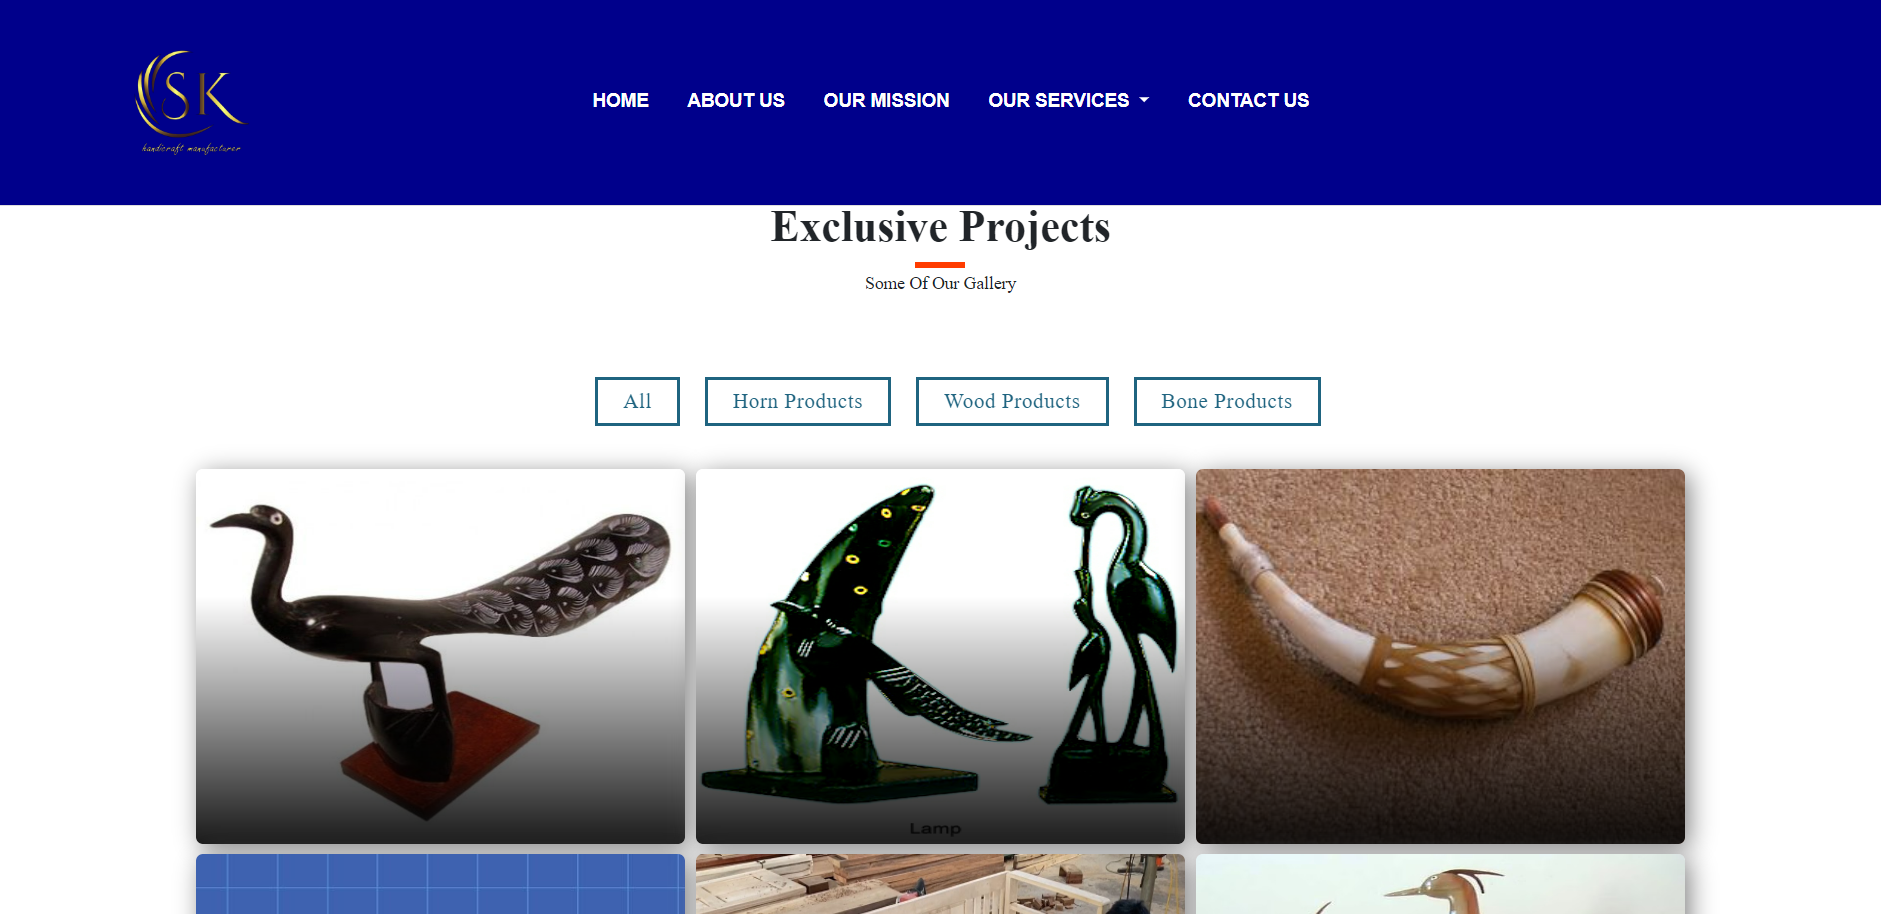 SK
handicraft manufacturer
HOME ABOUT US OUR MISSION OUR SERVICES CONTACT US
Exclusive Projects
Some Of Our Gallery
All Horn Products Wood Products Bone Products
Lamp